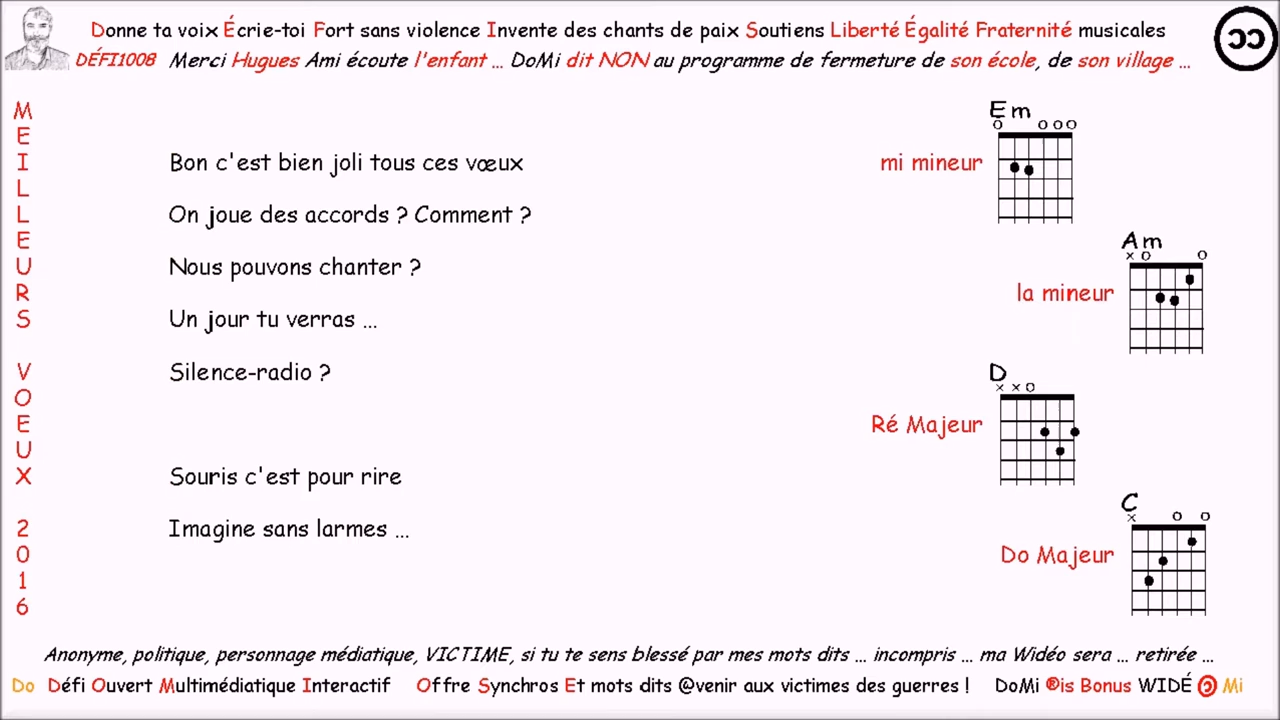 Donne ta voix Écrie-toi Fort sans violence Invente des chants de paix Soutiens Liberté Égalité Fraternité musicales
DÉFI1008 Merci Hugues Ami écoute l'enfant ... DoMi dit NON au programme de fermeture de son école, de son village ...
MEILLEURS VOEUX 2016
Bon c'est bien joli tous ces vœux
On joue des accords ? Comment ?
Nous pouvons chanter ?
Un jour tu verras ...
Silence-radio ?
Souris c'est pour rire
Imagine sans larmes ...
Em
o ooo
mi mineur
Am
xo o
la mineur
D
xxo
Ré Majeur
C
x o o
Do Majeur
Anonyme, politique, personnage médiatique, VICTIME, si tu te sens blessé par mes mots dits ... incompris ... ma Widéo sera ... retirée ...
Do Défi Ouvert Multimédiatique Interactif Offre Synchros Et mots dits @venir aux victimes des guerres ! DoMi ®is Bonus WIDÉ Mi